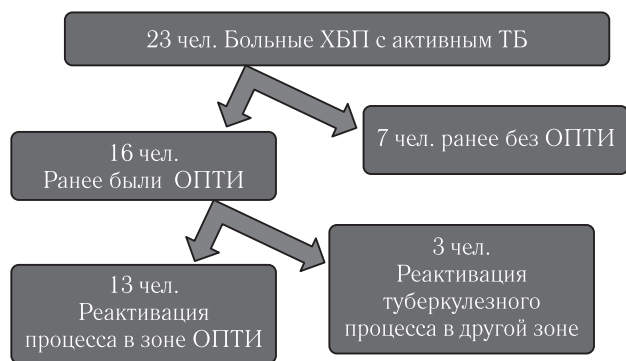 23 чел. Больные ХБП с активным ТБ
16 чел.
Ранее были ОПТИ
7 чел. ранее без ОПТИ
13 чел.
Реактивация
процесса в зоне ОПТИ
3 чел.
Реактивация
туберкулезного
процесса в другой зоне